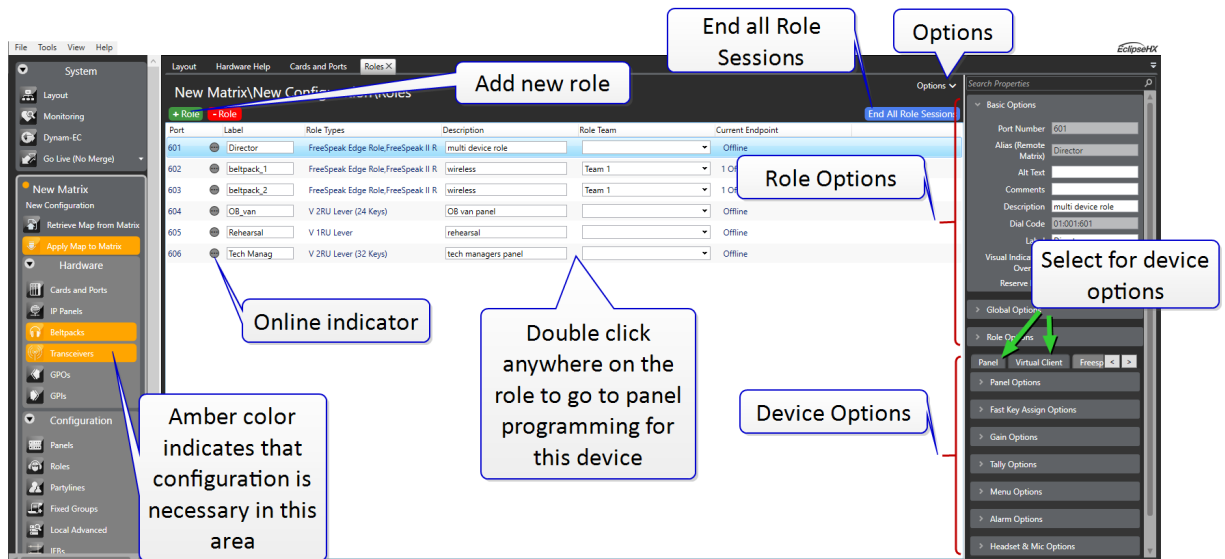 End all Role
Sessions
Options
File Tools View Help
EclipseHX
System
Layout
Monitoring
Dynam-EC
Go Live (No Merge)
New Matrix
New Configuration
Retrieve Map from Matrix
Apply Map to Matrix
Hardware
Cards and Ports
IP Panels
Beltpacks
Transceivers
GPOs
GPIs
Configuration
Panels
Roles
Partylines
Fixed Groups
Local Advanced
IFBs
Layout Hardware Help Cards and Ports Roles X
New Matrix\New Configuration\Roles
Add new role
Options
+ Role - Role
End All Role Sessions
Port Label Role Types Description Role Team Current Endpoint
601 Director FreeSpeak Edge Role,FreeSpeak II R multi device role Offline
602 beltpack_1 FreeSpeak Edge Role,FreeSpeak II R wireless Team 1 1 Of
603 beltpack_2 FreeSpeak Edge Role,FreeSpeak II R wireless Team 1 1 Of
604 OB_van V 2RU Lever (24 Keys) OB van panel Offline
605 Rehearsal V 1RU Lever rehearsal Offline
606 Tech Manag V 2RU Lever (32 Keys) tech managers panel Offline
Online indicator
Double click
anywhere on the
role to go to panel
programming for
this device
Amber color
indicates that
configuration is
necessary in this
area
Role Options
Device Options
Select for device
options
Search Properties
Basic Options
Port Number 601
Alias (Remote
Matrix) Director
Alt Text
Comments
Description multi device role
Dial Code 01:001:601
Visual Indica
Over
Reserve
Global Options
Role Options
Panel Virtual Client Freesp < >
Panel Options
Fast Key Assign Options
Gain Options
Tally Options
Menu Options
Alarm Options
Headset & Mic Options